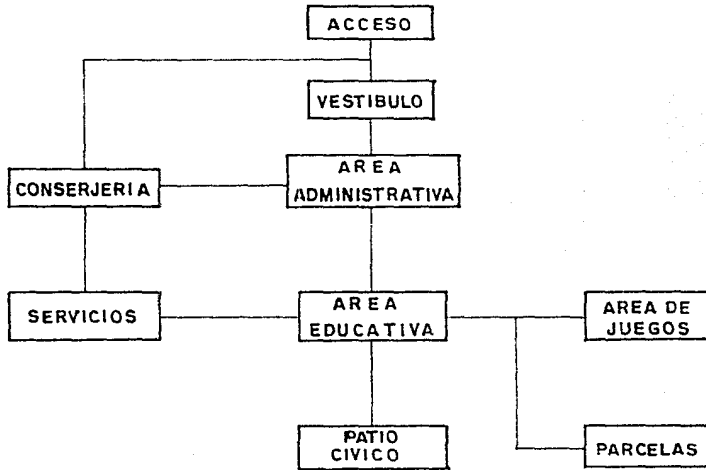 ACCESO
VESTIBULO
CONSERJERIA
AREA
ADMINISTRATIVA
SERVICIOS
AREA
EDUCATIVA
AREA DE
JUEGOS
PATIO
CIVICO
PARCELAS